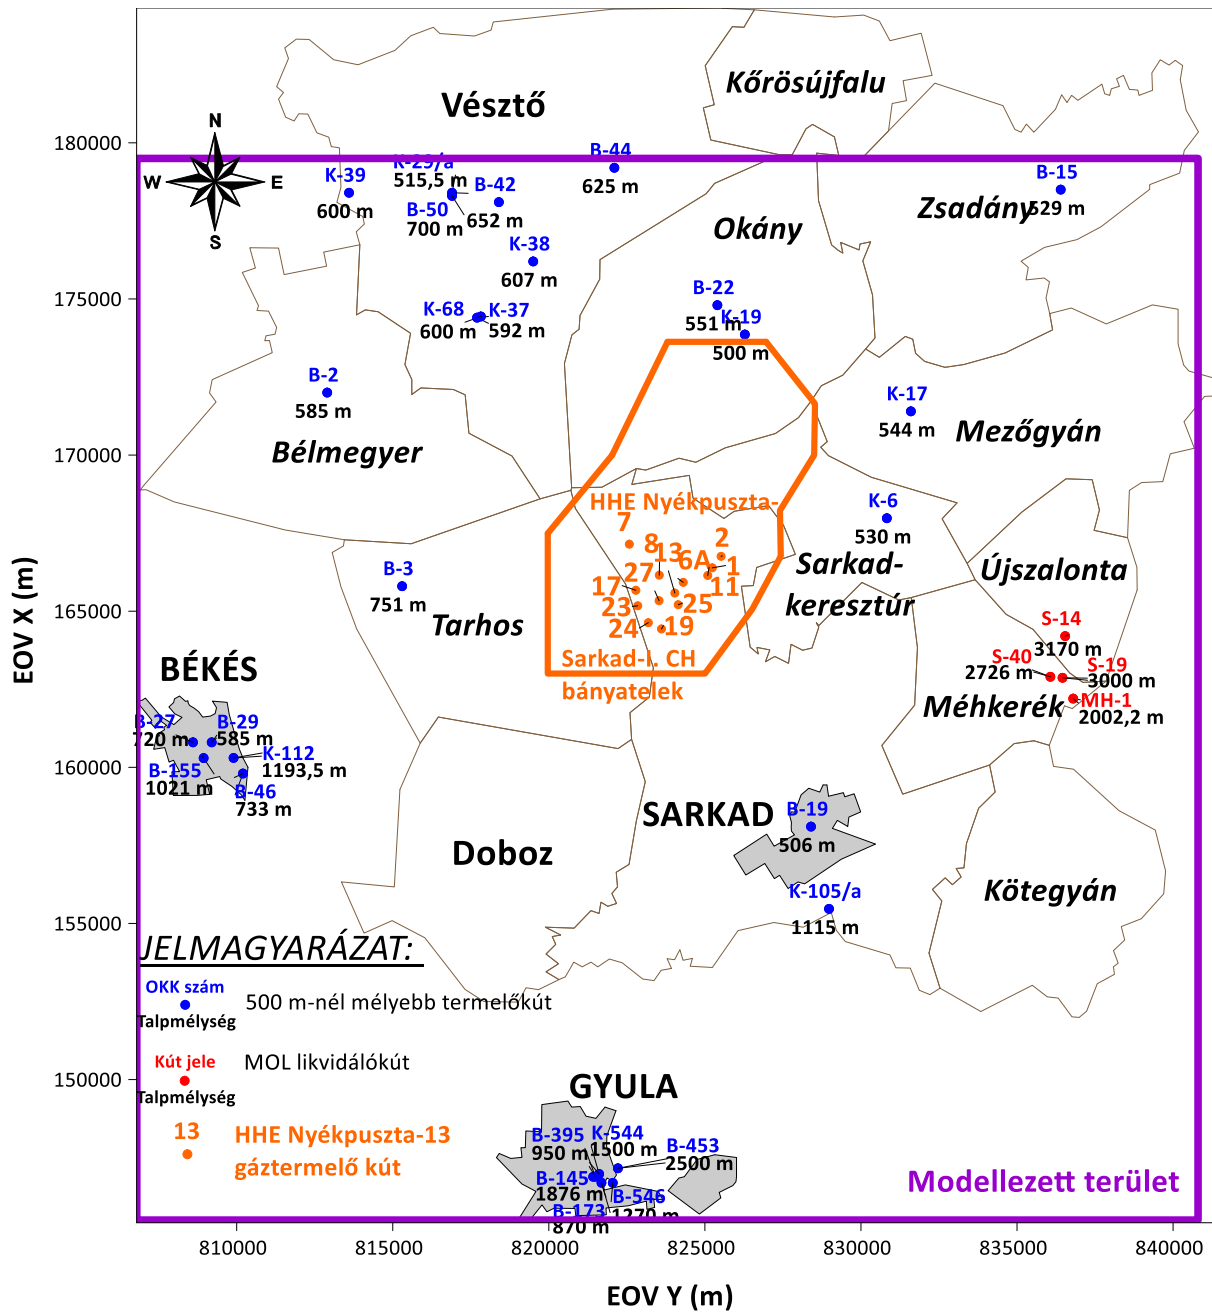 Kőrösújfalu
Vésztő
N
W
E
S
180000
175000
170000
165000
160000
155000
150000
EOV X (m)
K-39
600 m
K-29/a
515,5 m
B-50
700 m
B-42
652 m
B-44
625 m
K-38
607 m
K-68
600 m
K-37
592 m
B-15
529 m
Zsadány
Okány
B-22
551 m
K-19
500 m
B-2
585 m
Bélmegyer
K-17
544 m
Mezőgyán
K-6
530 m
HHE Nyékpuszta-
7
8
13
6A
2
1
11
27
17
23
24
25
19
Sarkad-I. CH
bányatelek
Sarkad-
keresztúr
Újszalonta
B-3
751 m
Tarhos
S-14
3170 m
S-40
2726 m
S-19
3000 m
MH-1
2002,2 m
Méhkerék
BÉKÉS
B-27
720 m
B-29
585 m
K-112
1193,5 m
B-155
1021 m
B-46
733 m
SARKAD
B-19
506 m
Doboz
K-105/a
1115 m
Kötegyán
JELMAGYARÁZAT:
OKK szám
Talpmélység
500 m-nél mélyebb termelőkút
Kút jele
Talpmélység
MOL likvidálókút
13
HHE Nyékpuszta-13
gáztermelő kút
GYULA
B-395
950 m
K-544
1500 m
B-453
2500 m
B-145
1876 m
B-546
1270 m
B-173
870 m
Modellezett terület
810000
815000
820000
825000
830000
835000
840000
EOV Y (m)